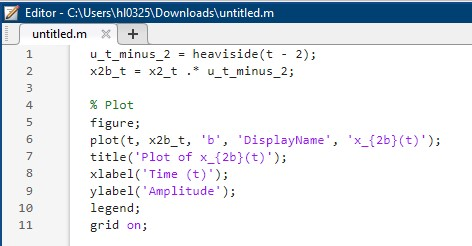 Editor - C:\Users\hl0325\Downloads\untitled.m
untitled.m × +
1 u_t_minus_2 = heaviside(t - 2);
2 x2b_t = x2_t .* u_t_minus_2;
3
4 % Plot
5 figure;
6 plot(t, x2b_t, 'b', 'DisplayName', 'x_{2b}(t)');
7 title('Plot of x_{2b}(t)');
8 xlabel('Time (t)');
9 ylabel('Amplitude');
10 legend;
11 grid on;